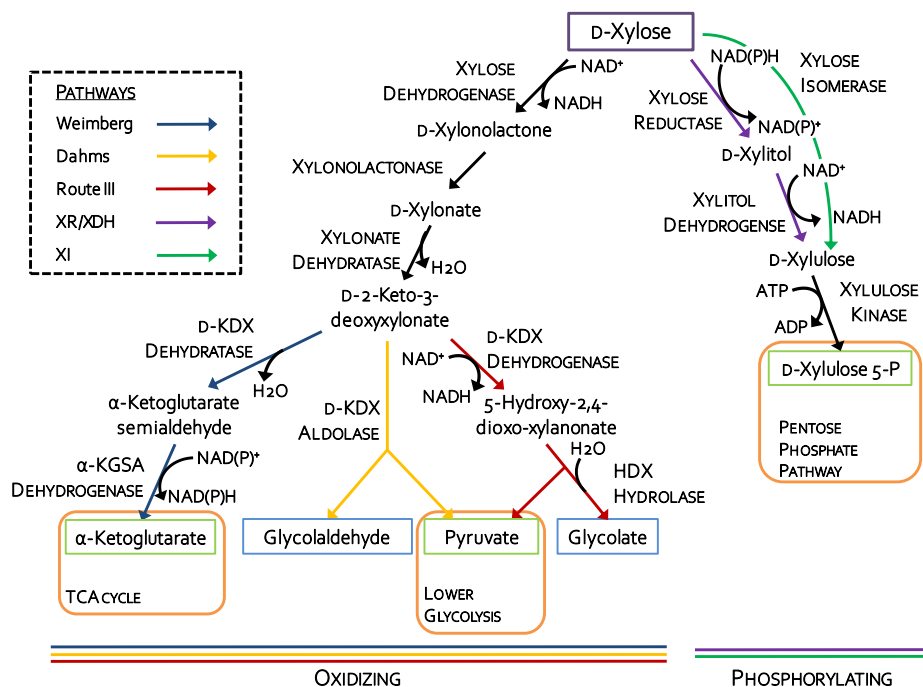 D-Xylose
PATHWAYS
Weimberg
Dahms
Route III
XR/XDH
XI
XYLOSE
DEHYDROGENASE
NAD+
NADH
D-Xylonolactone
XYLONOLACTONASE
D-Xylonate
XYLONATE
DEHYDRATASE
H2O
D-2-Keto-3-
deoxyxylonate
NAD(P)H
XYLOSE
ISOMERASE
XYLOSE
REDUCTASE
NAD(P)+
D-Xylitol
NAD+
XYLITOL
DEHYDROGENSE
NADH
D-Xylulose
ATP
XYLULOSE
KINASE
ADP
D-Xylulose 5-P
PENTOSE
PHOSPHATE
PATHWAY
D-KDX
DEHYDRATASE
H2O
α-Ketoglutarate
semialdehyde
α-KGSA
DEHYDROGENASE
NAD(P)+
NAD(P)H
α-Ketoglutarate
TCA CYCLE
D-KDX
ALDOLASE
Glycolaldehyde
NAD+
D-KDX
DEHYDROGENASE
NADH
5-Hydroxy-2,4-
dioxo-xylanonate
H2O
HDX
HYDROLASE
Pyruvate
Glycolate
LOWER
GLYCOLYSIS
OXIDIZING
PHOSPHORYLATING